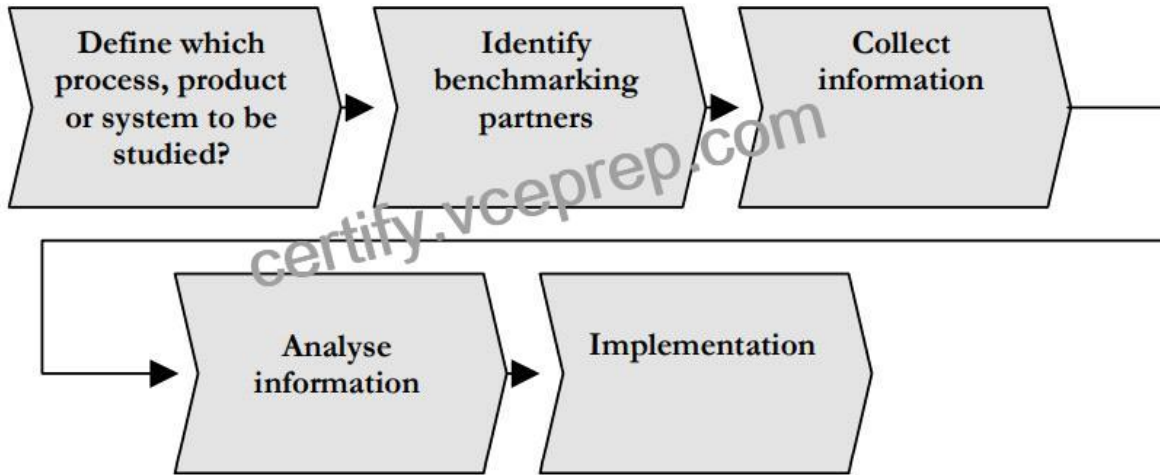 Define which
process, product
or system to be
studied?
Identify
benchmarking
partners
Collect
information
certify.vceprep.com
Analyse
information
Implementation